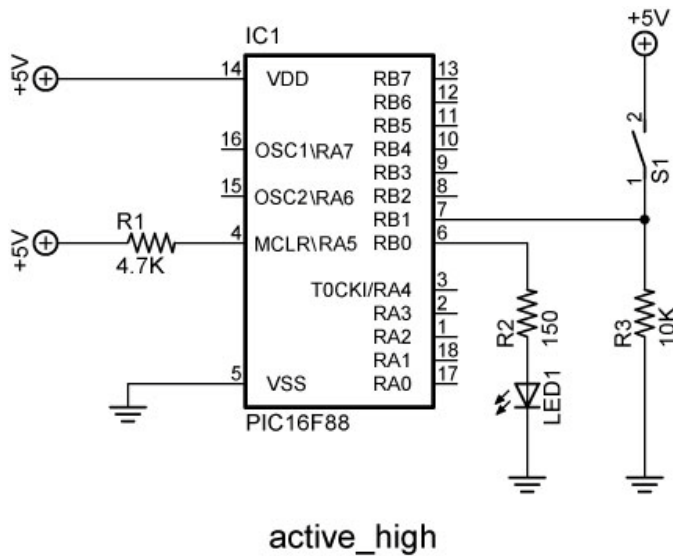 IC1
+5V
+5V
14 VDD RB7 13
RB6 12
RB5 11
16 OSC1\RA7 RB4 10
RB3 9
15 OSC2\RA6 RB2 8
RB1 7
+5V R1 4.7K 4 MCLR\RA5 RB0 6
2
1
S1
T0CKI/RA4 3
RA3 2
RA2 1
RA1 18
5 VSS RA0 17
R2 150
R3 10K
LED1
PIC16F88
active_high